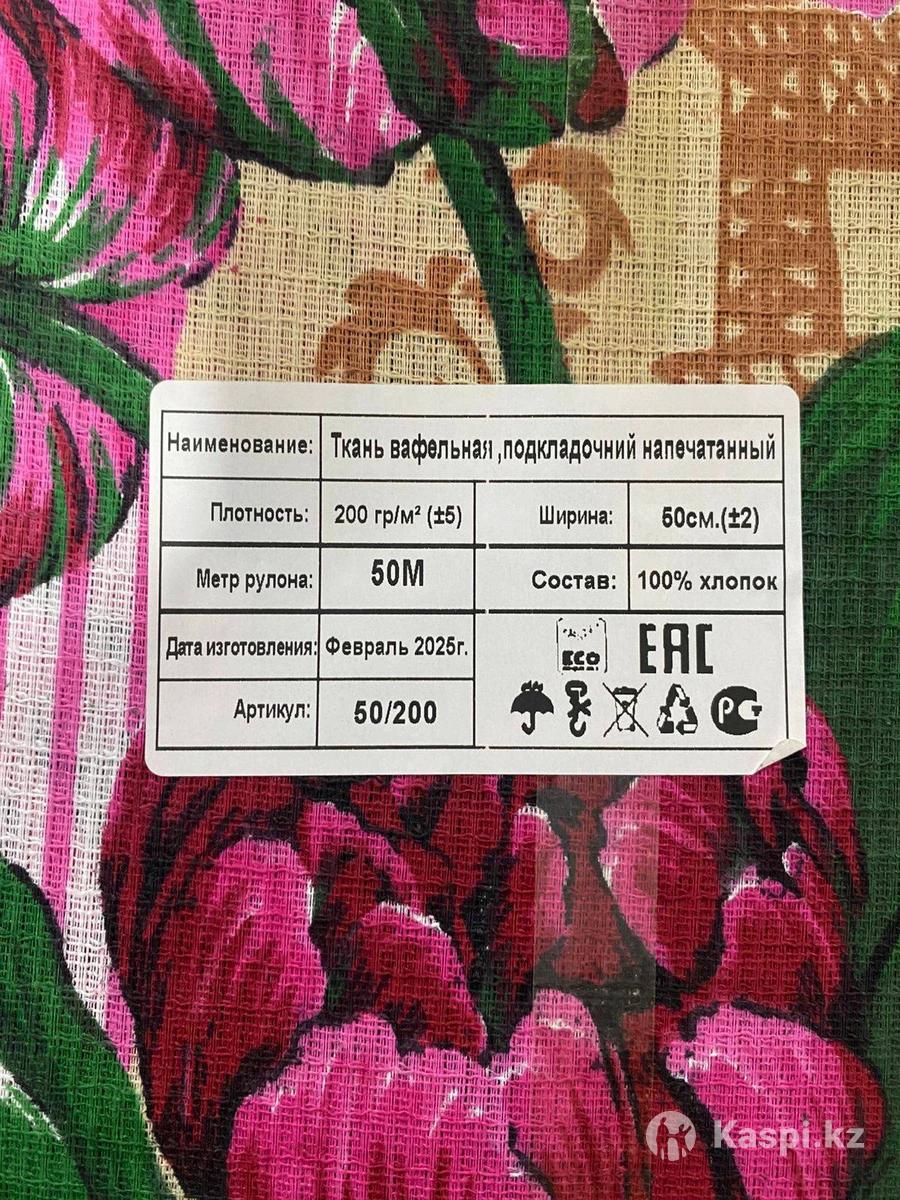 Наименование: Ткань вафельная ,подкладочний напечатанный
Плотность: 200 гр/м² (±5) Ширина: 50см.(±2)
Метр рулона: 50М Состав: 100% хлопок
Дата изготовления: Февраль 2025г.
ECO EAC
Артикул: 50/200
РСТ
Kaspi.kz